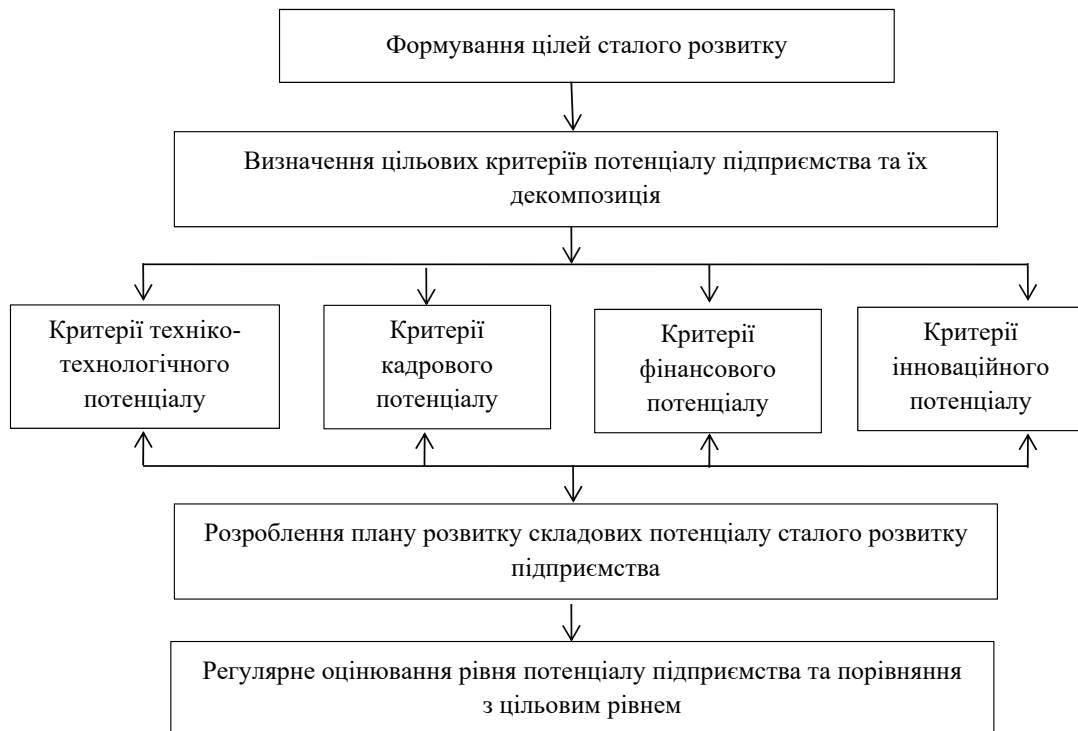 Формування цілей сталого розвитку
Визначення цільових критеріїв потенціалу підприємства та їх
декомпозиція
Критерії техніко-
технологічного
потенціалу
Критерії
кадрового
потенціалу
Критерії
фінансового
потенціалу
Критерії
інноваційного
потенціалу
Розроблення плану розвитку складових потенціалу сталого розвитку
підприємства
Регулярне оцінювання рівня потенціалу підприємства та порівняння
з цільовим рівнем